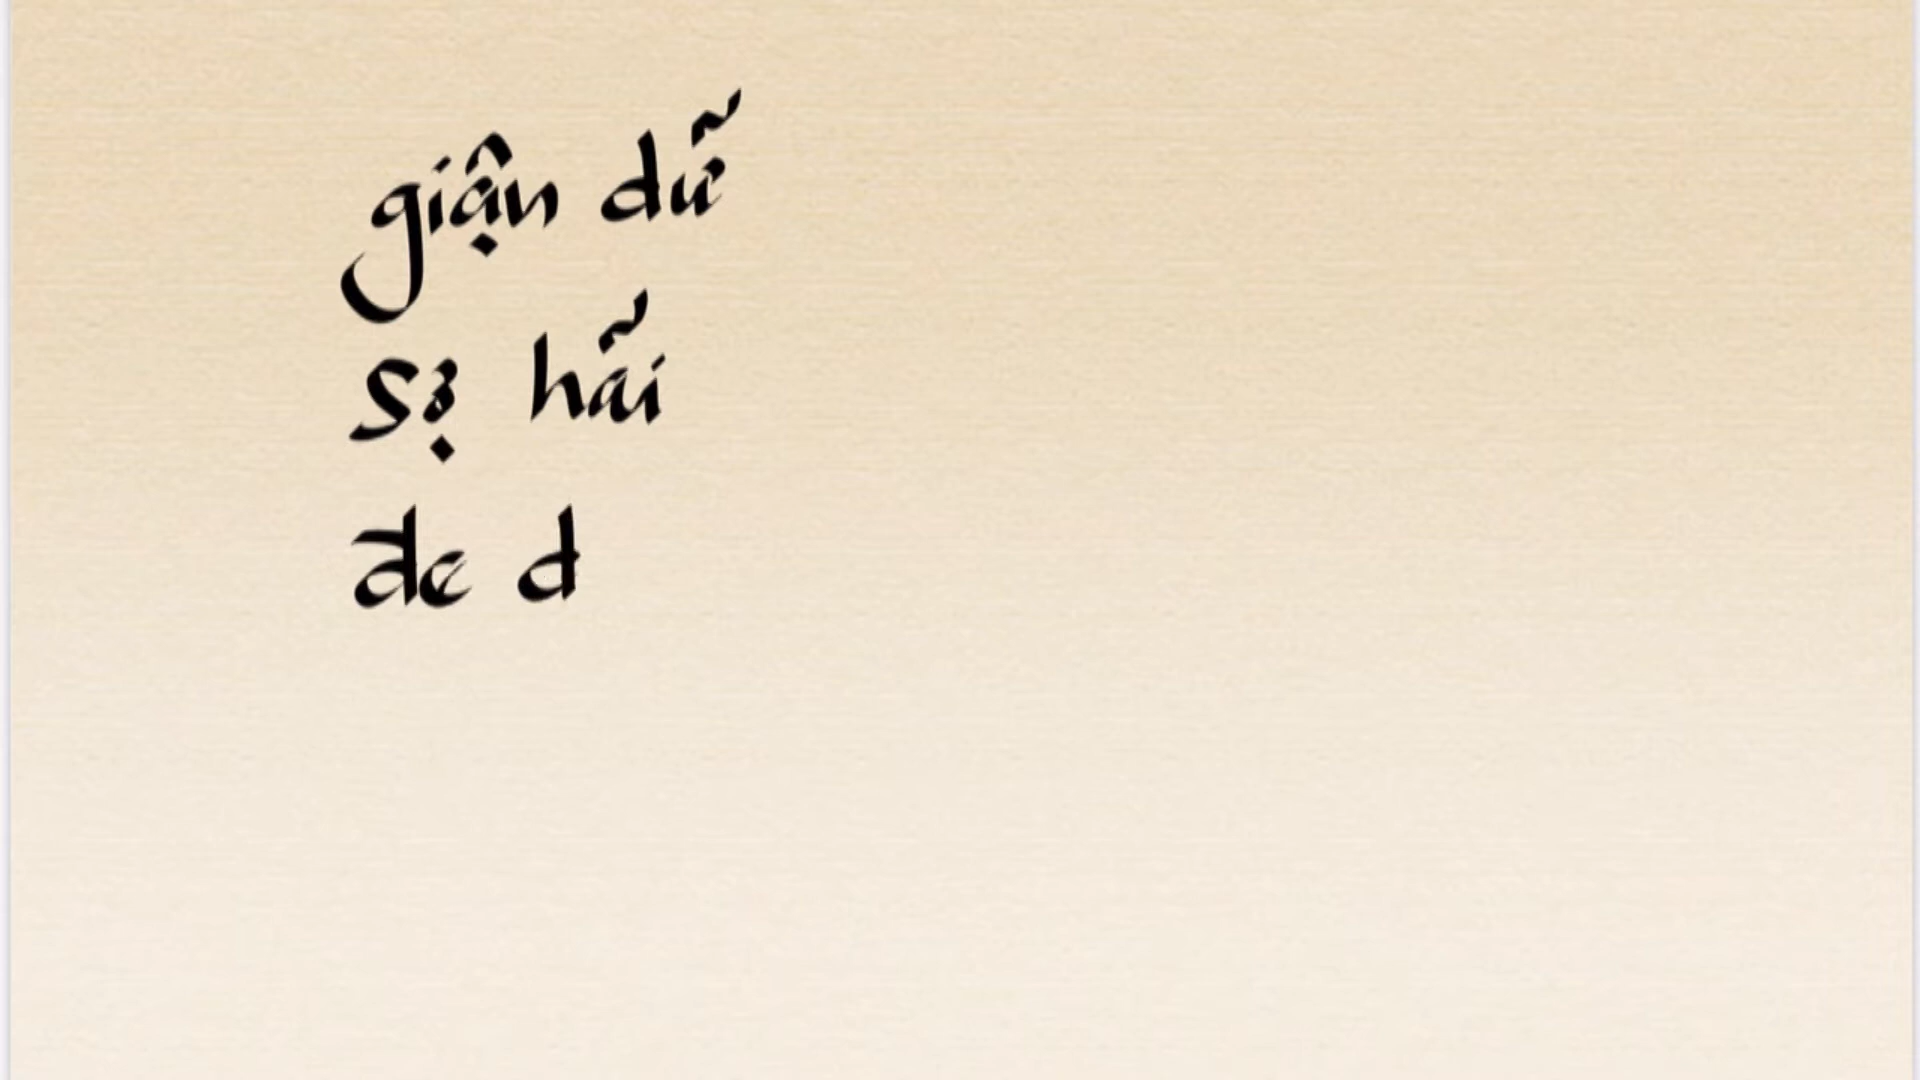 giận dữ
sợ hãi
đe d